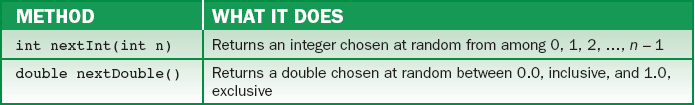 METHOD WHAT IT DOES
int nextInt(int n) Returns an integer chosen at random from among 0, 1, 2, ..., n – 1
double nextDouble() Returns a double chosen at random between 0.0, inclusive, and 1.0,
exclusive